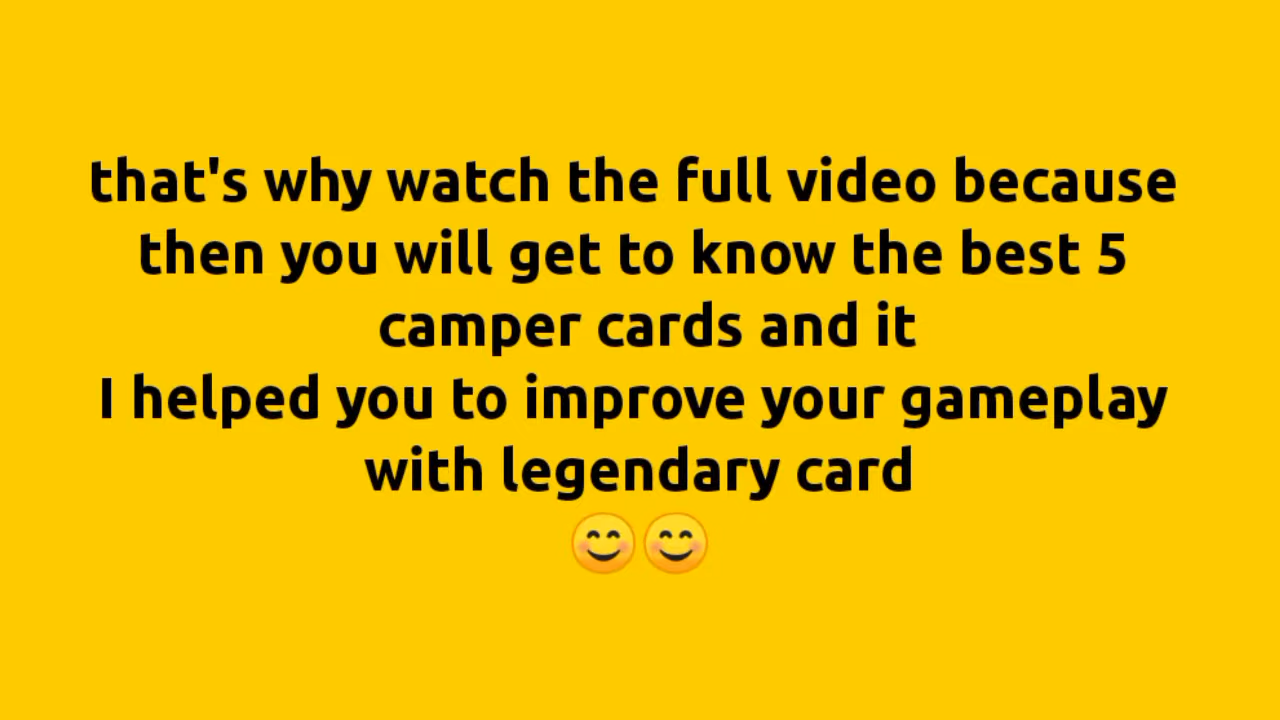 that's why watch the full video because
then you will get to know the best 5
camper cards and it
I helped you to improve your gameplay
with legendary card
😊😊